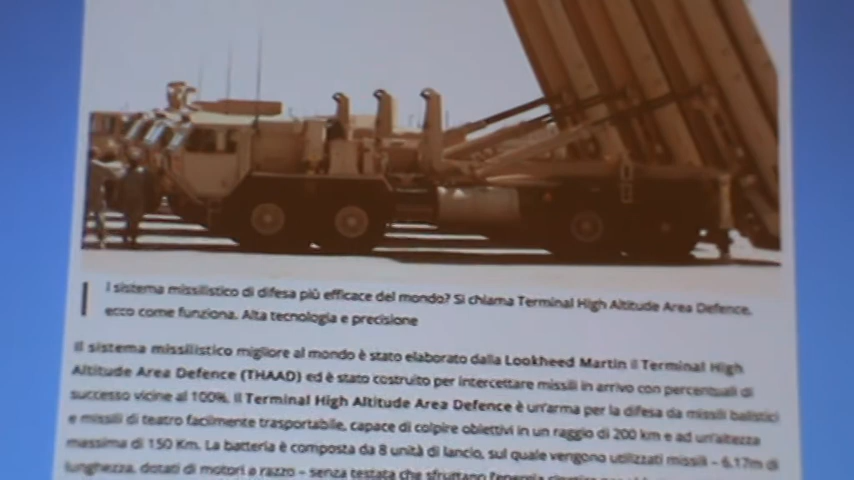 l sistema missilistico di difesa più efficace del mondo? Si chiama Terminal High Altitude Area Defence,
ecco come funziona. Alta tecnologia e precisione
Il sistema missilistico migliore al mondo è stato elaborato dalla Lookheed Martin il Terminal High
Altitude Area Defence (THAAD) ed è stato costruito per intercettare missili in arrivo con percentuali di
successo vicine al 100%. Il Terminal High Altitude Area Defence è un'arma per la difesa da missili balistici
e missili di teatro facilmente trasportabile, capace di colpire obiettivi in un raggio di 200 km e ad un'altezza
massima di 150 Km. La batteria è composta da 8 unità di lancio, sul quale vengono utilizzati missili – 6,17m di
lunghezza, dotati di motori a razzo – senza testata che sfruttano l'energia cinetica